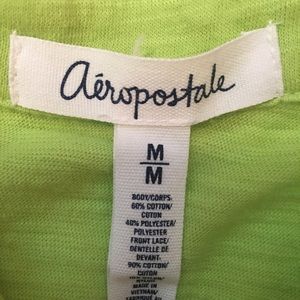 aéropostale
M
M
BODY/CORPS:
60% COTTON/
COTON
40% POLYESTER/
POLYESTER
FRONT LACE/
DENTELLE DE
DEVANT:
90% COTTON/
COTON
MADE IN
VIETNAM/